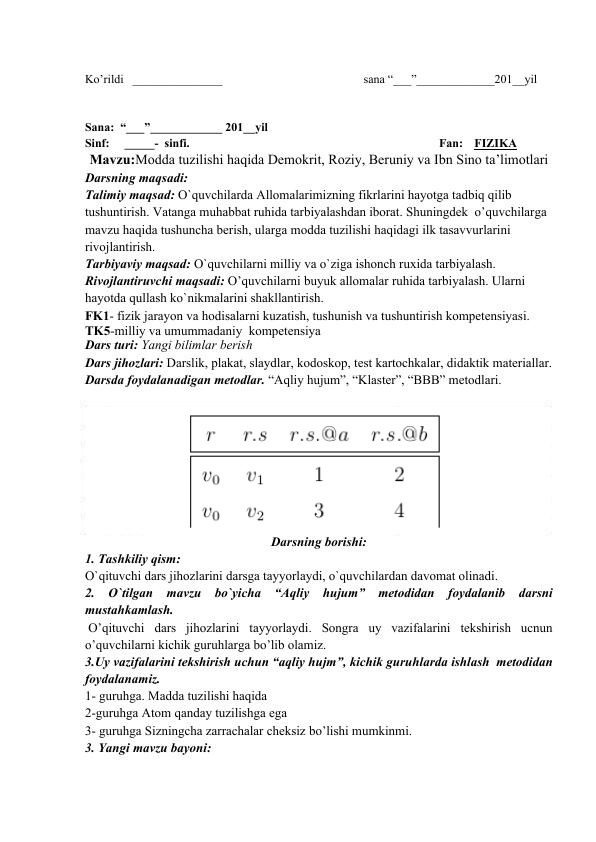 Ko’rildi _______________ sana “___”_____________201__yil
Sana: “___”____________ 201__yil
Sinf: _____- sinfi. Fan: FIZIKA
Mavzu:Modda tuzilishi haqida Demokrit, Roziy, Beruniy va Ibn Sino ta’limotlari
Darsning maqsadi:
Talimiy maqsad: O`quvchilarda Allomalarimizning fikrlarini hayotga tadbiq qilib
tushuntirish. Vatanga muhabbat ruhida tarbiyalashdan iborat. Shuningdek o’quvchilarga
mavzu haqida tushuncha berish, ularga modda tuzilishi haqidagi ilk tasavvurlarini
rivojlantirish.
Tarbiyaviy maqsad: O`quvchilarni milliy va o`ziga ishonch ruxida tarbiyalash.
Rivojlantiruvchi maqsadi: O’quvchilarni buyuk allomalar ruhida tarbiyalash. Ularni
hayotda qullash ko`nikmalarini shakllantirish.
FK1- fizik jarayon va hodisalarni kuzatish, tushunish va tushuntirish kompetensiyasi.
TK5-milliy va umummadaniy kompetensiya
Dars turi: Yangi bilimlar berish
Dars jihozlari: Darslik, plakat, slaydlar, kodoskop, test kartochkalar, didaktik materiallar.
Darsda foydalanadigan metodlar. “Aqliy hujum”, “Klaster”, “BBB” metodlari.
r r.s r.s.@a r.s.@b
v0 v1 1 2
v0 v2 3 4
Darsning borishi:
1. Tashkiliy qism:
O`qituvchi dars jihozlarini darsga tayyorlaydi, o`quvchilardan davomat olinadi.
2. O`tilgan mavzu bo`yicha “Aqliy hujum” metodidan foydalanib darsni
mustahkamlash.
O’qituvchi dars jihozlarini tayyorlaydi. Songra uy vazifalarini tekshirish ucnun
o’quvchilarni kichik guruhlarga bo’lib olamiz.
3.Uy vazifalarini tekshirish uchun “aqliy hujm”, kichik guruhlarda ishlash metodidan
foydalanamiz.
1- guruhga. Madda tuzilishi haqida
2-guruhga Atom qanday tuzilishga ega
3- guruhga Sizningcha zarrachalar cheksiz bo’lishi mumkinmi.
3. Yangi mavzu bayoni: